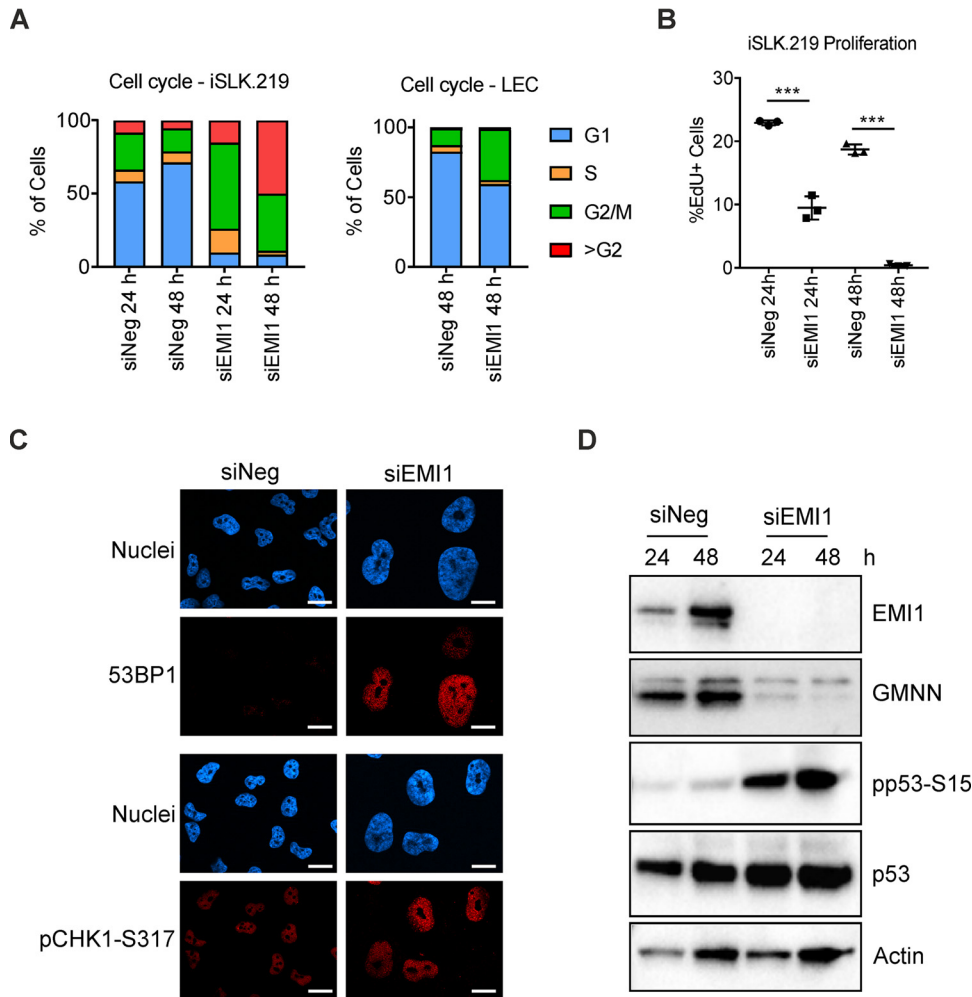 A
Cell cycle - iSLK.219
% of Cells
100
50
0
siNeg 24 h
siNeg 48 h
siEMI1 24 h
siEMI1 48 h
Cell cycle - LEC
% of Cells
100
50
0
siNeg 48 h
siEMI1 48 h
G1
S
G2/M
>G2
B
iSLK.219 Proliferation
%EdU+ Cells
30
20
10
0
***
***
siNeg 24h
siEMI1 24h
siNeg 48h
siEMI1 48h
C
siNeg siEMI1
Nuclei
53BP1
Nuclei
pCHK1-S317
D
siNeg siEMI1
24 48 24 48 h
EMI1
GMNN
pp53-S15
p53
Actin